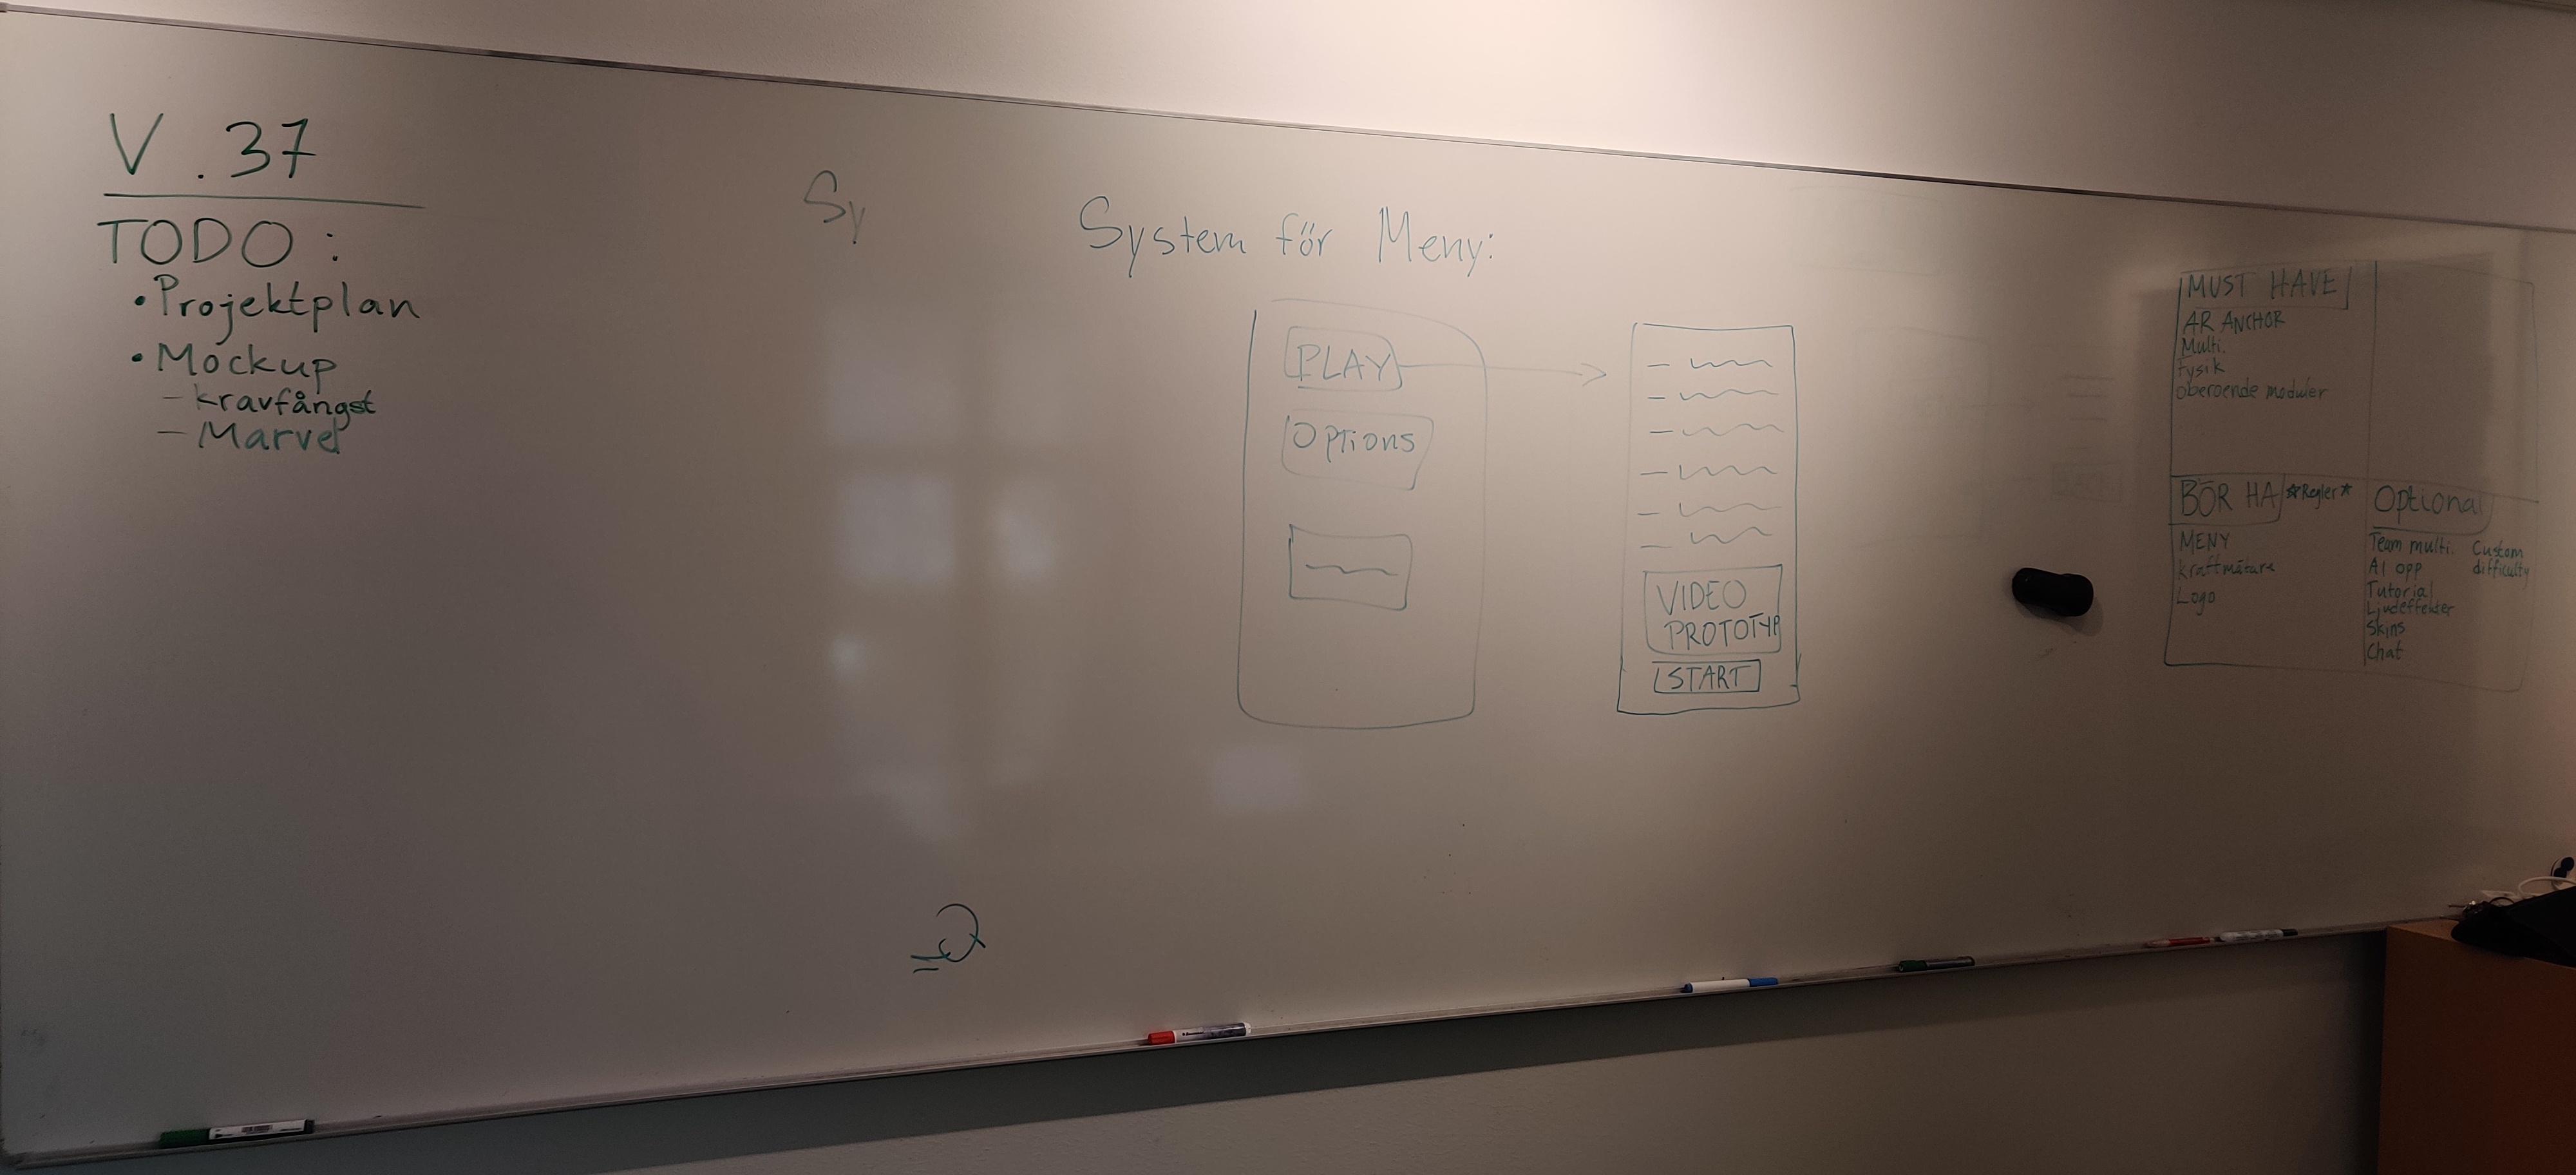 V.37
TODO:
• Projektplan
• Mockup
– kravfångst
– Marvel
Sy
System för Meny:
PLAY
Options
VIDEO
PROTOTYP
START
MUST HAVE
AR ANCHOR
Multi.
Fysik
oberoende moduler
BÖR HA *Regler*
MENY
kraftmätare
Logo
Optional
Team multi.
AI opp
Tutorial
Ljudeffekter
Skins
Chat
Custom
difficulty